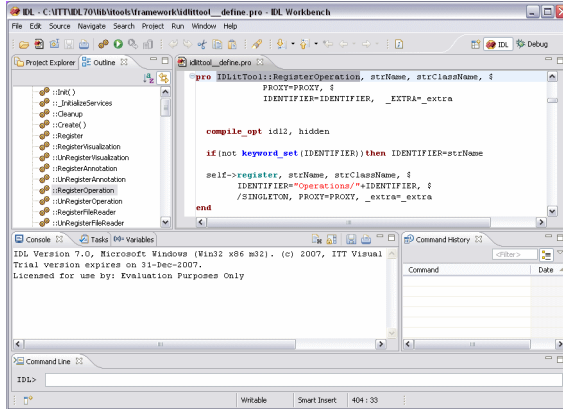 IDL - C:\ITT\IDL70\lib\itools\framework\idlittool__define.pro - IDL Workbench
File Edit Source Navigate Search Project Run Window Help
IDL Debug
Project Explorer Outline
::Init()
::_InitializeServices
::Cleanup
::Create()
::Register
::RegisterVisualization
::UnRegisterVisualization
::RegisterAnnotation
::UnRegisterAnnotation
::RegisterOperation
::UnRegisterOperation
::RegisterFileReader
::UnRegisterFileReader
idlittool__define.pro
pro IDLitTool::RegisterOperation, strName, strClassName, $
PROXY=PROXY, $
IDENTIFIER=IDENTIFIER, _EXTRA=_extra
compile_opt idl2, hidden
if(not keyword_set(IDENTIFIER))then IDENTIFIER=strName
self->register, strName, strClassName, $
IDENTIFIER="Operations/"+IDENTIFIER, $
/SINGLETON, PROXY=PROXY, _extra=_extra
end
Console Tasks Variables
IDL Version 7.0, Microsoft Windows (Win32 x86 m32). (c) 2007, ITT Visual
Trial version expires on 31-Dec-2007.
Licensed for use by: Evaluation Purposes Only
Command History
<Filter>
Command Date
Command Line
IDL>
Writable Smart Insert 404 : 33